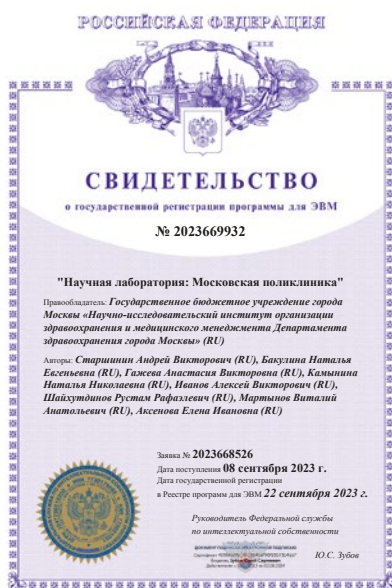 РОССИЙСКАЯ ФЕДЕРАЦИЯ
СВИДЕТЕЛЬСТВО
о государственной регистрации программы для ЭВМ
№ 2023669932
"Научная лаборатория: Московская поликлиника"
Правообладатель: Государственное бюджетное учреждение города
Москвы «Научно-исследовательский институт организации
здравоохранения и медицинского менеджмента Департамента
здравоохранения города Москвы» (RU)
Авторы: Старшинин Андрей Викторович (RU), Бакулина Наталья
Евгеньевна (RU), Гажева Анастасия Викторовна (RU), Камынина
Наталья Николаевна (RU), Иванов Алексей Викторович (RU),
Шайхутдинов Рустам Рафаэлевич (RU), Мартынов Виталий
Анатольевич (RU), Аксенова Елена Ивановна (RU)
Заявка № 2023668526
Дата поступления 08 сентября 2023 г.
Дата государственной регистрации
в Реестре программ для ЭВМ 22 сентября 2023 г.
Руководитель Федеральной службы
по интеллектуальной собственности
ДОКУМЕНТ ПОДПИСАН ЭЛЕКТРОННОЙ ПОДПИСЬЮ
Ю.С. Зубов